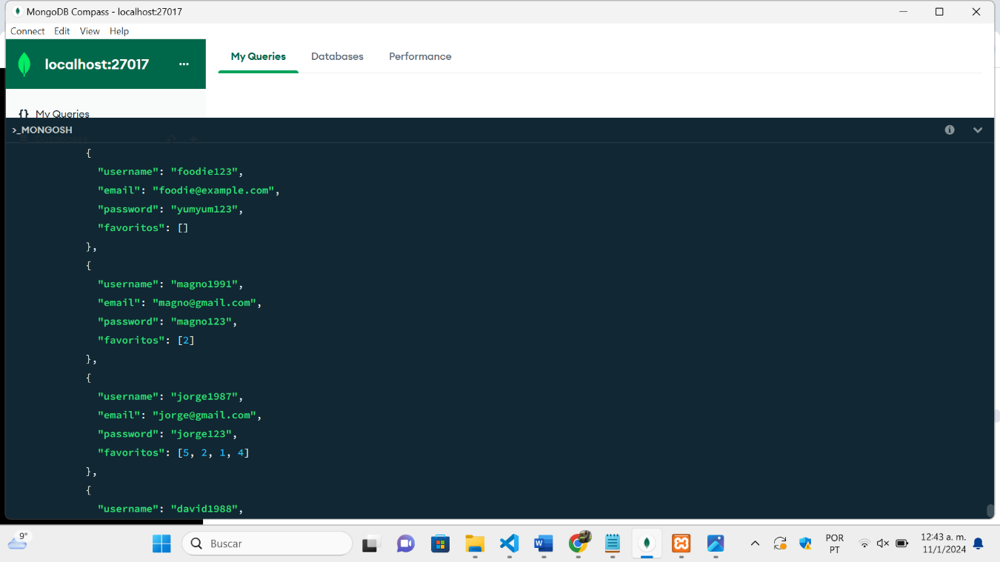 MongoDB Compass - localhost:27017
Connect Edit View Help
localhost:27017 ...
My Queries Databases Performance
{} My Queries
>_MONGOSH
{
"username": "foodie123",
"email": "foodie@example.com",
"password": "yumyum123",
"favoritos": []
},
{
"username": "magno1991",
"email": "magno@gmail.com",
"password": "magno123",
"favoritos": [2]
},
{
"username": "jorge1987",
"email": "jorge@gmail.com",
"password": "jorge123",
"favoritos": [5, 2, 1, 4]
},
{
"username": "david1988",
9°
Buscar
POR
PT
12:43 a. m.
11/1/2024